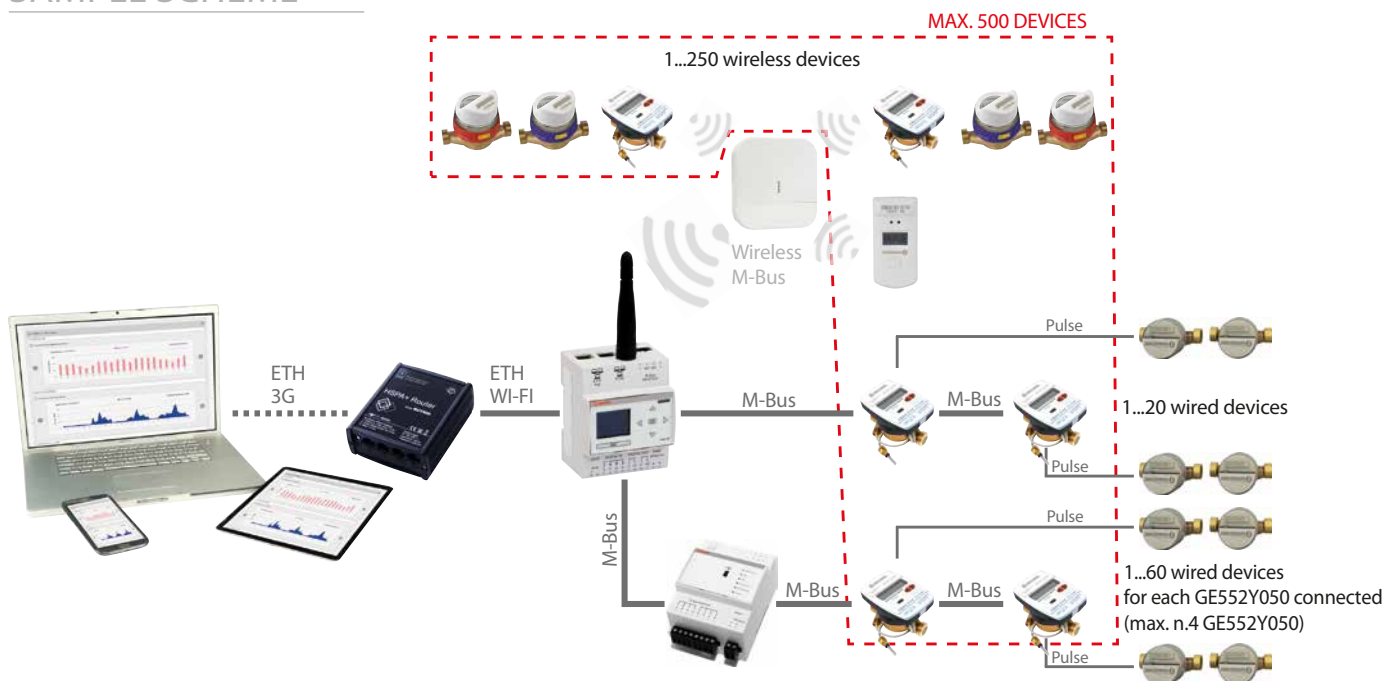 MAX. 500 DEVICES
1...250 wireless devices
Wireless
M-Bus
Pulse
ETH
3G
HSPA+ Router
ETH
WI-FI
M-Bus
M-Bus
1...20 wired devices
Pulse
Pulse
M-Bus
M-Bus
M-Bus
1...60 wired devices
for each GE552Y050 connected
(max. n.4 GE552Y050)
Pulse